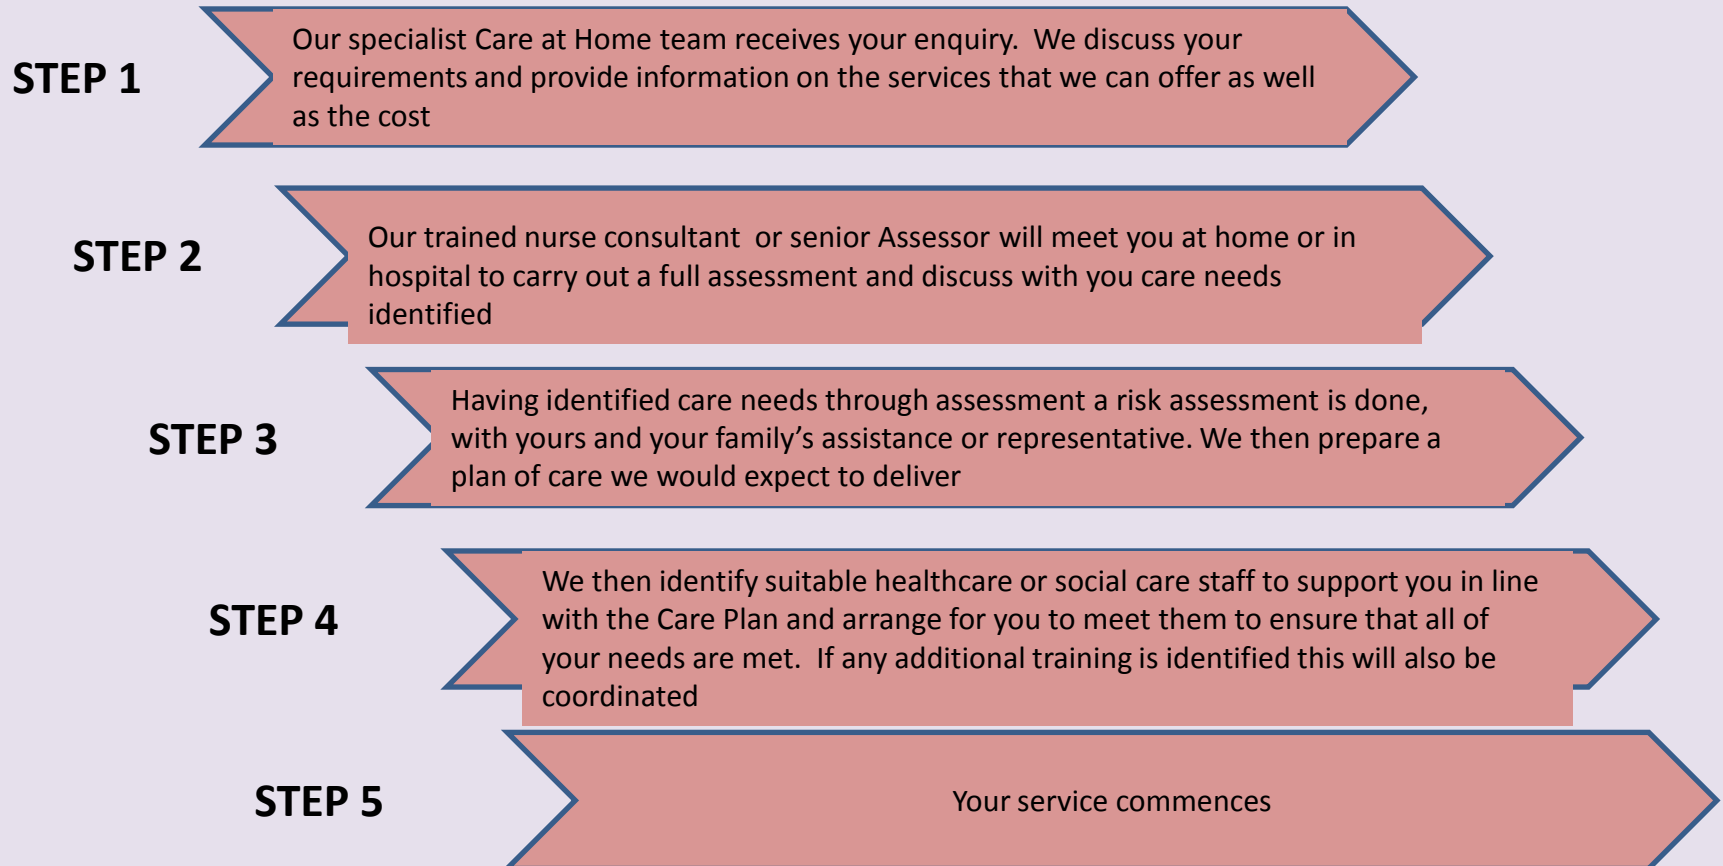 STEP 1
Our specialist Care at Home team receives your enquiry.  We discuss your
requirements and provide information on the services that we can offer as well
as the cost
STEP 2
Our trained nurse consultant  or senior Assessor will meet you at home or in
hospital to carry out a full assessment and discuss with you care needs
identified
STEP 3
Having identified care needs through assessment a risk assessment is done,
with yours and your family’s assistance or representative. We then prepare a
plan of care we would expect to deliver
STEP 4
We then identify suitable healthcare or social care staff to support you in line
with the Care Plan and arrange for you to meet them to ensure that all of
your needs are met.  If any additional training is identified this will also be
coordinated
STEP 5
Your service commences